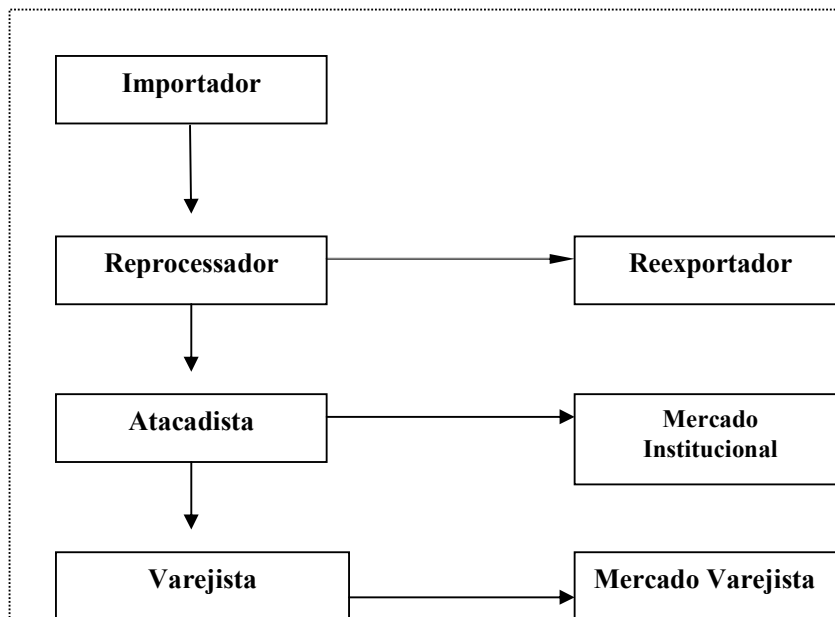 Importador
Reprocessador
Reexportador
Atacadista
Mercado
Institucional
Varejista
Mercado Varejista